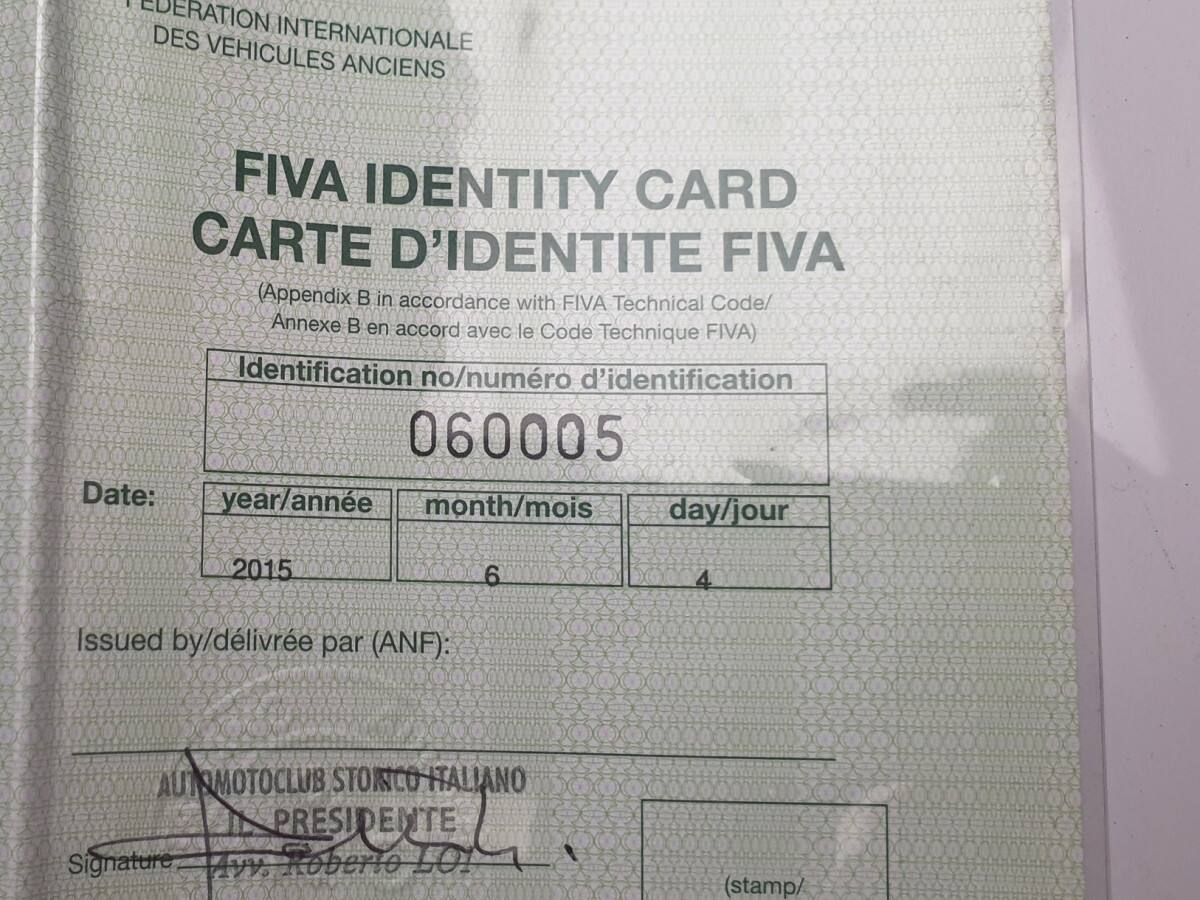 FEDERATION INTERNATIONALE
DES VEHICULES ANCIENS
FIVA IDENTITY CARD
CARTE D'IDENTITE FIVA
(Appendix B in accordance with FIVA Technical Code/
Annexe B en accord avec le Code Technique FIVA)
Identification no/numéro d'identification
060005
Date: year/année month/mois day/jour
2015 6 4
Issued by/délivrée par (ANF):
AUTOMOTOCLUB STORICO ITALIANO
IL PRESIDENTE
Signature Avv. Roberto LOI
(stamp/